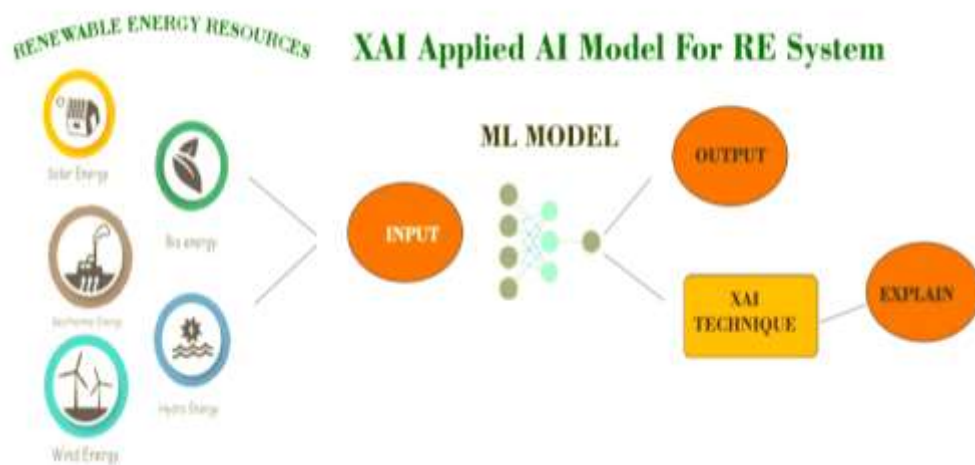 RENEWABLE ENERGY RESOURCES
XAI Applied AI Model For RE System
Solar Energy
Bio energy
Geothermal Energy
Hydro Energy
Wind Energy
INPUT
ML MODEL
OUTPUT
XAI
TECHNIQUE
EXPLAIN